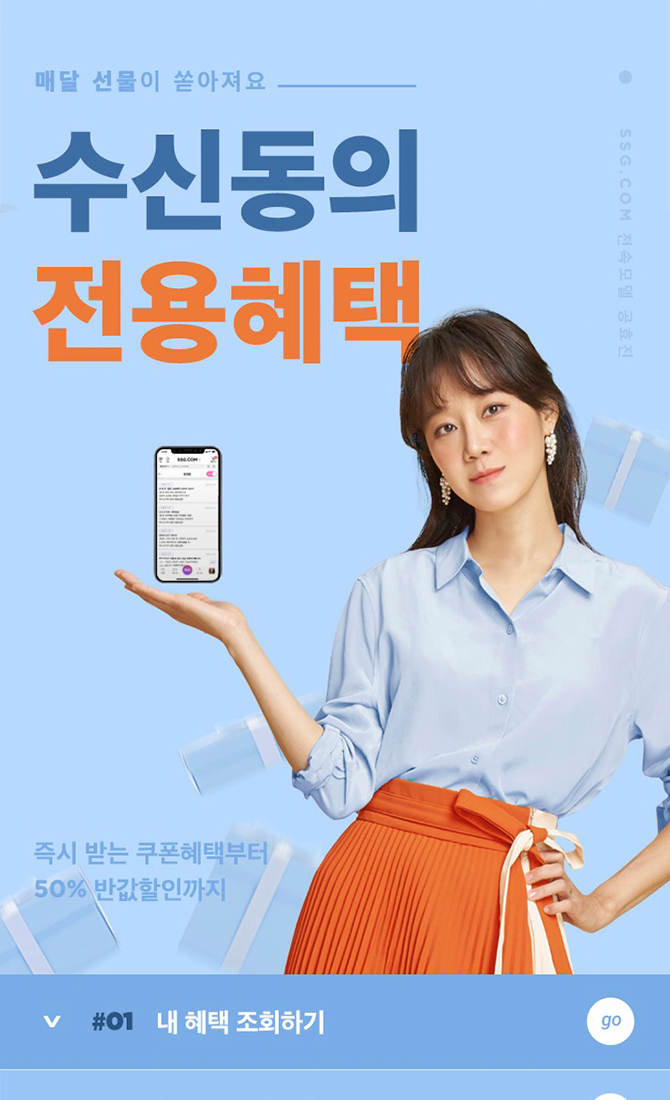 매달 선물이 쏟아져요
수신동의
전용혜택
SSG.COM 전속모델 공효진
SSG.COM
즉시 받는 쿠폰혜택부터
50% 반값할인까지
#01 내 혜택 조회하기
go